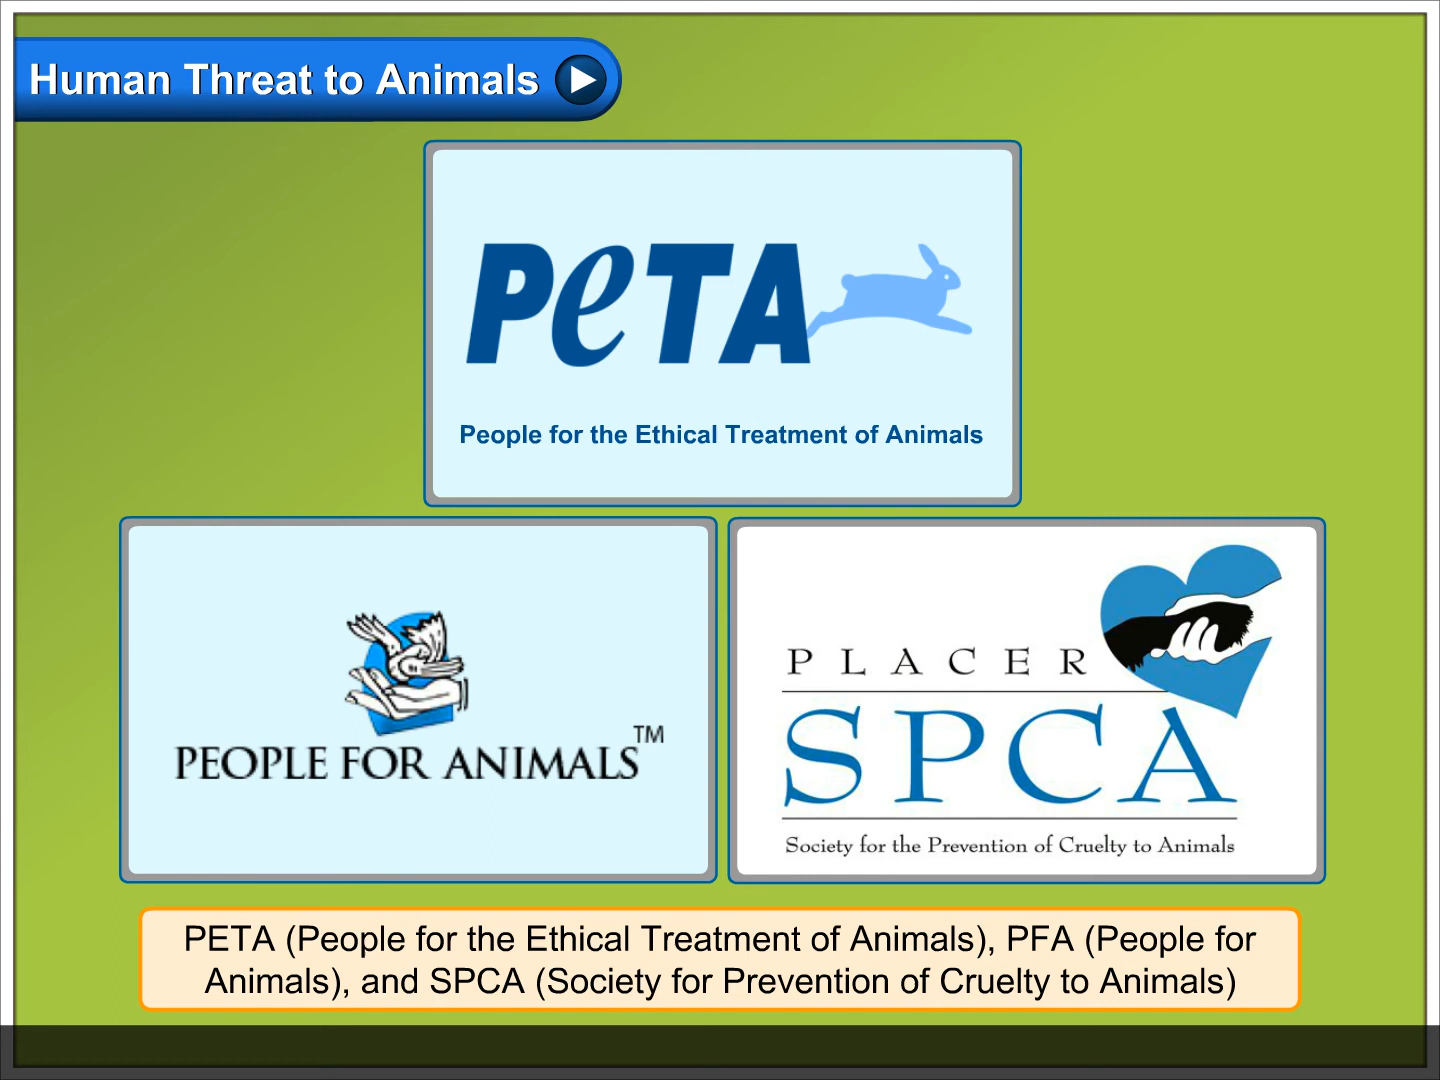 Human Threat to Animals
PeTA
People for the Ethical Treatment of Animals
PEOPLE FOR ANIMALS™
PLACER
SPCA
Society for the Prevention of Cruelty to Animals
PETA (People for the Ethical Treatment of Animals), PFA (People for
Animals), and SPCA (Society for Prevention of Cruelty to Animals)